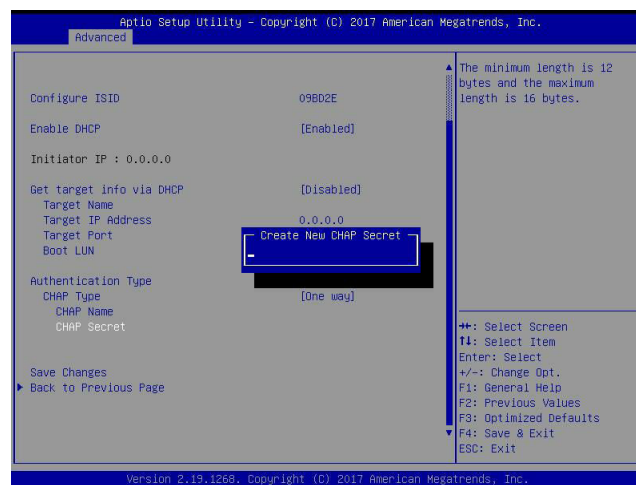 Aptio Setup Utility – Copyright (C) 2017 American Megatrends, Inc.
Advanced
Configure ISID 09BD2E
Enable DHCP [Enabled]
Initiator IP : 0.0.0.0
Get target info via DHCP [Disabled]
Target Name
Target IP Address 0.0.0.0
Target Port
Boot LUN
Create New CHAP Secret
Authentication Type
CHAP Type [One way]
CHAP Name
CHAP Secret
Save Changes
Back to Previous Page
The minimum length is 12
bytes and the maximum
length is 16 bytes.
→←: Select Screen
↑↓: Select Item
Enter: Select
+/-: Change Opt.
F1: General Help
F2: Previous Values
F3: Optimized Defaults
F4: Save & Exit
ESC: Exit
Version 2.19.1268. Copyright (C) 2017 American Megatrends, Inc.